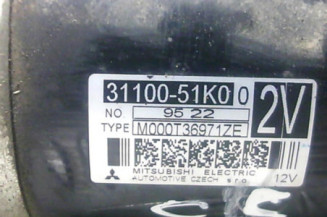 31100-51K0 0 2V
NO. 95 22
TYPE M000T36971ZE
MITSUBISHI ELECTRIC
AUTOMOTIVE CZECH s.r.o. 12V